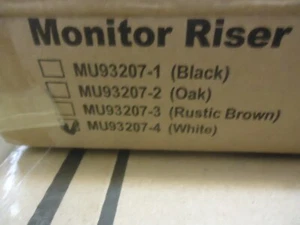 Monitor Riser
MU93207-1 (Black)
MU93207-2 (Oak)
MU93207-3 (Rustic Brown)
MU93207-4 (White)